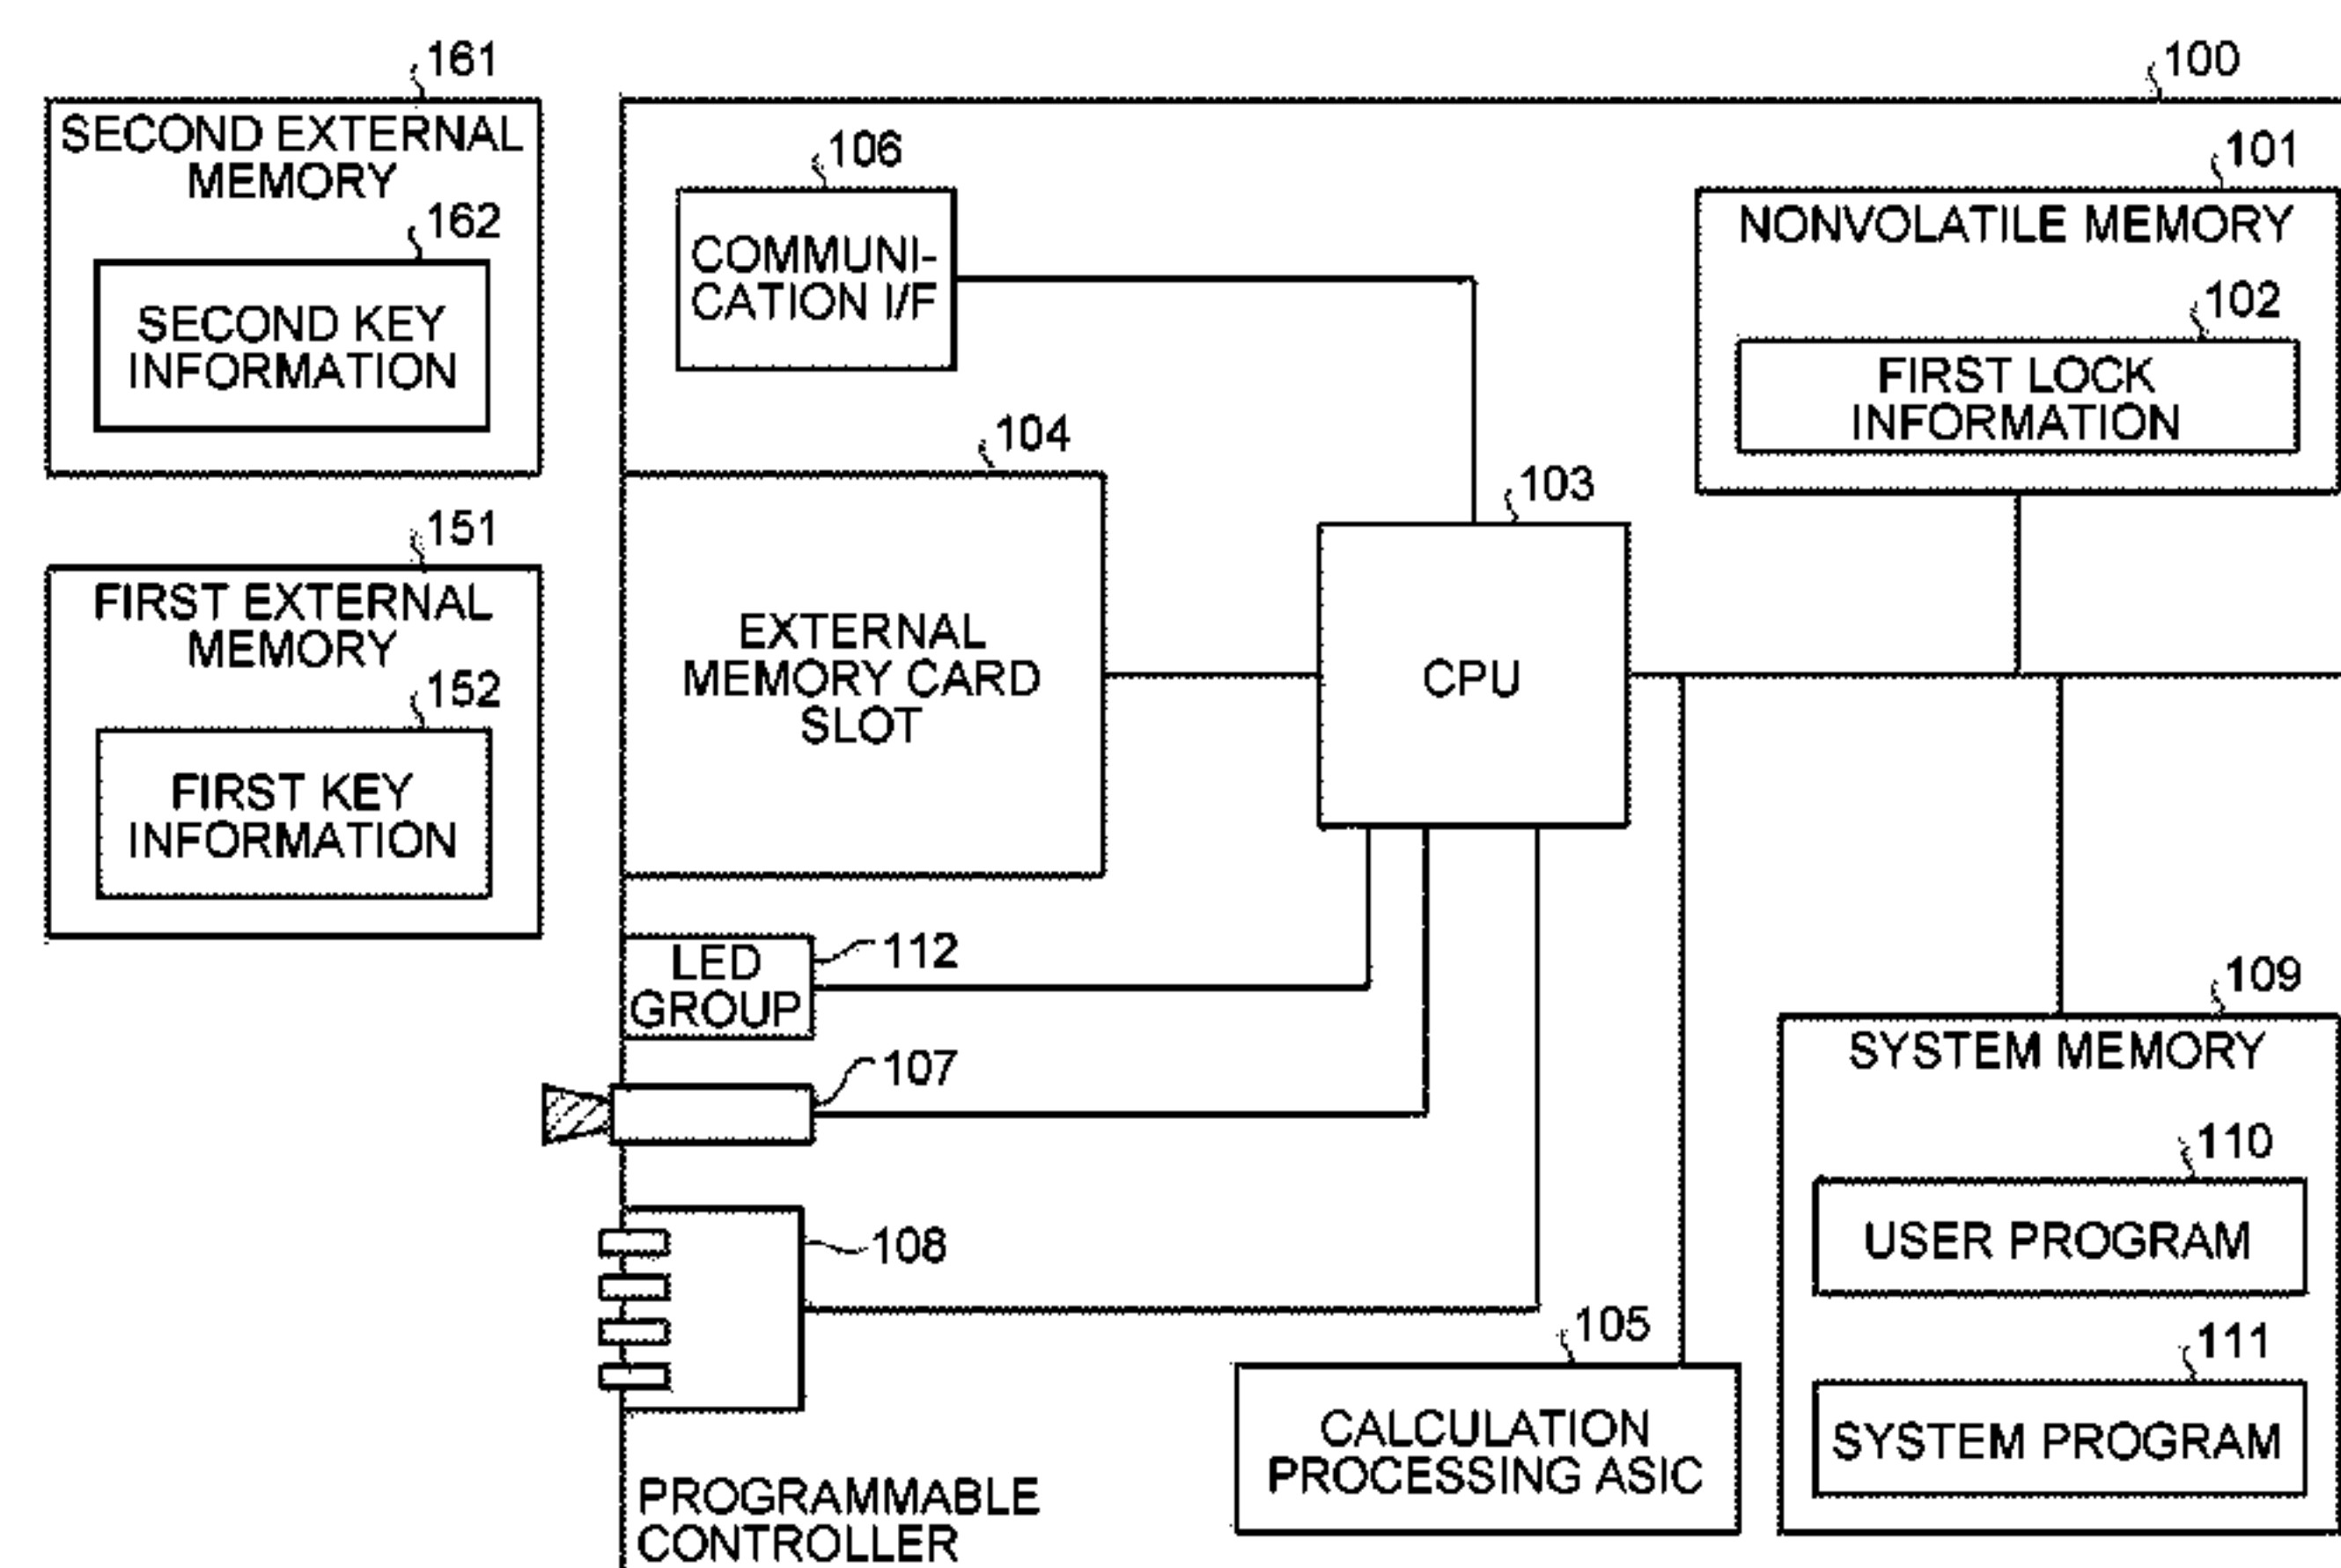 161
SECOND EXTERNAL
MEMORY
162
SECOND KEY
INFORMATION
151
FIRST EXTERNAL
MEMORY
152
FIRST KEY
INFORMATION
100
106
COMMUNI-
CATION I/F
101
NONVOLATILE MEMORY
102
FIRST LOCK
INFORMATION
104
EXTERNAL
MEMORY CARD
SLOT
103
CPU
112
LED
GROUP
107
108
109
SYSTEM MEMORY
110
USER PROGRAM
111
SYSTEM PROGRAM
105
CALCULATION
PROCESSING ASIC
PROGRAMMABLE
CONTROLLER